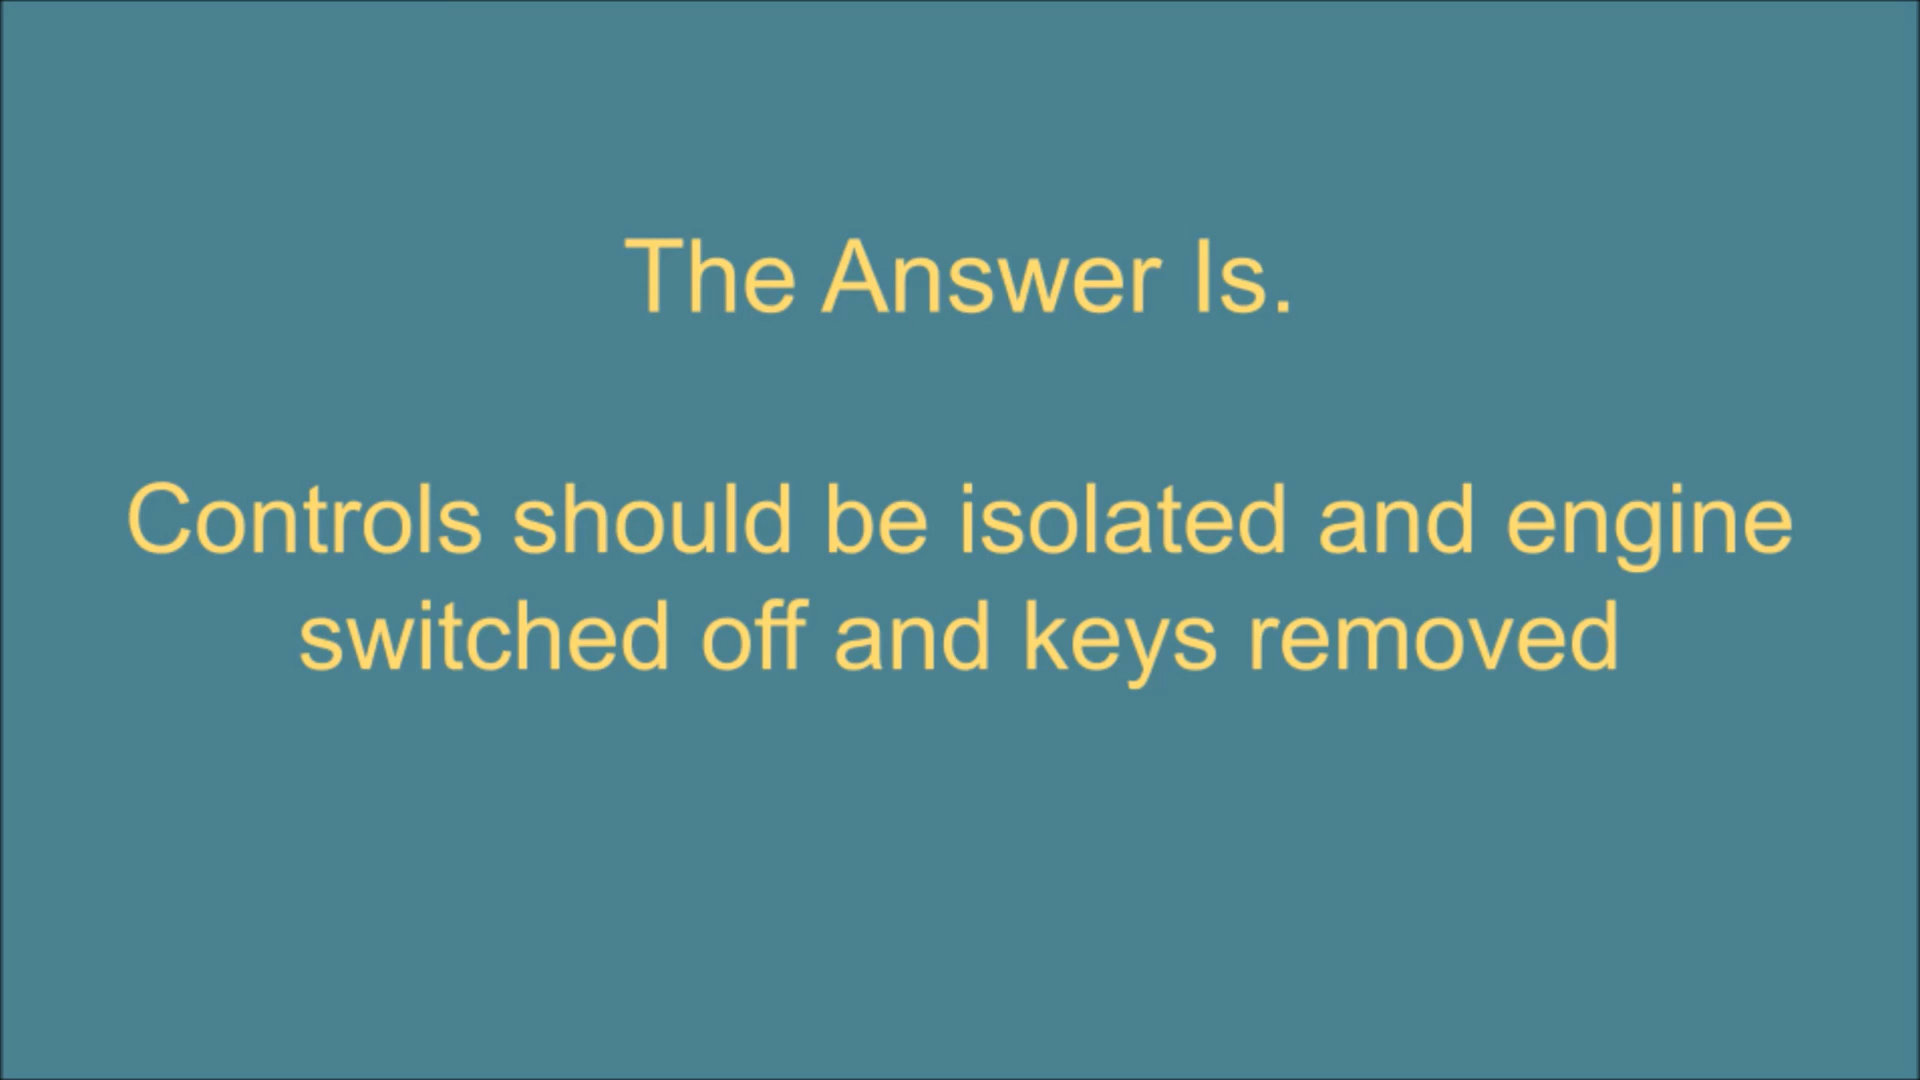 The Answer Is.
Controls should be isolated and engine
switched off and keys removed